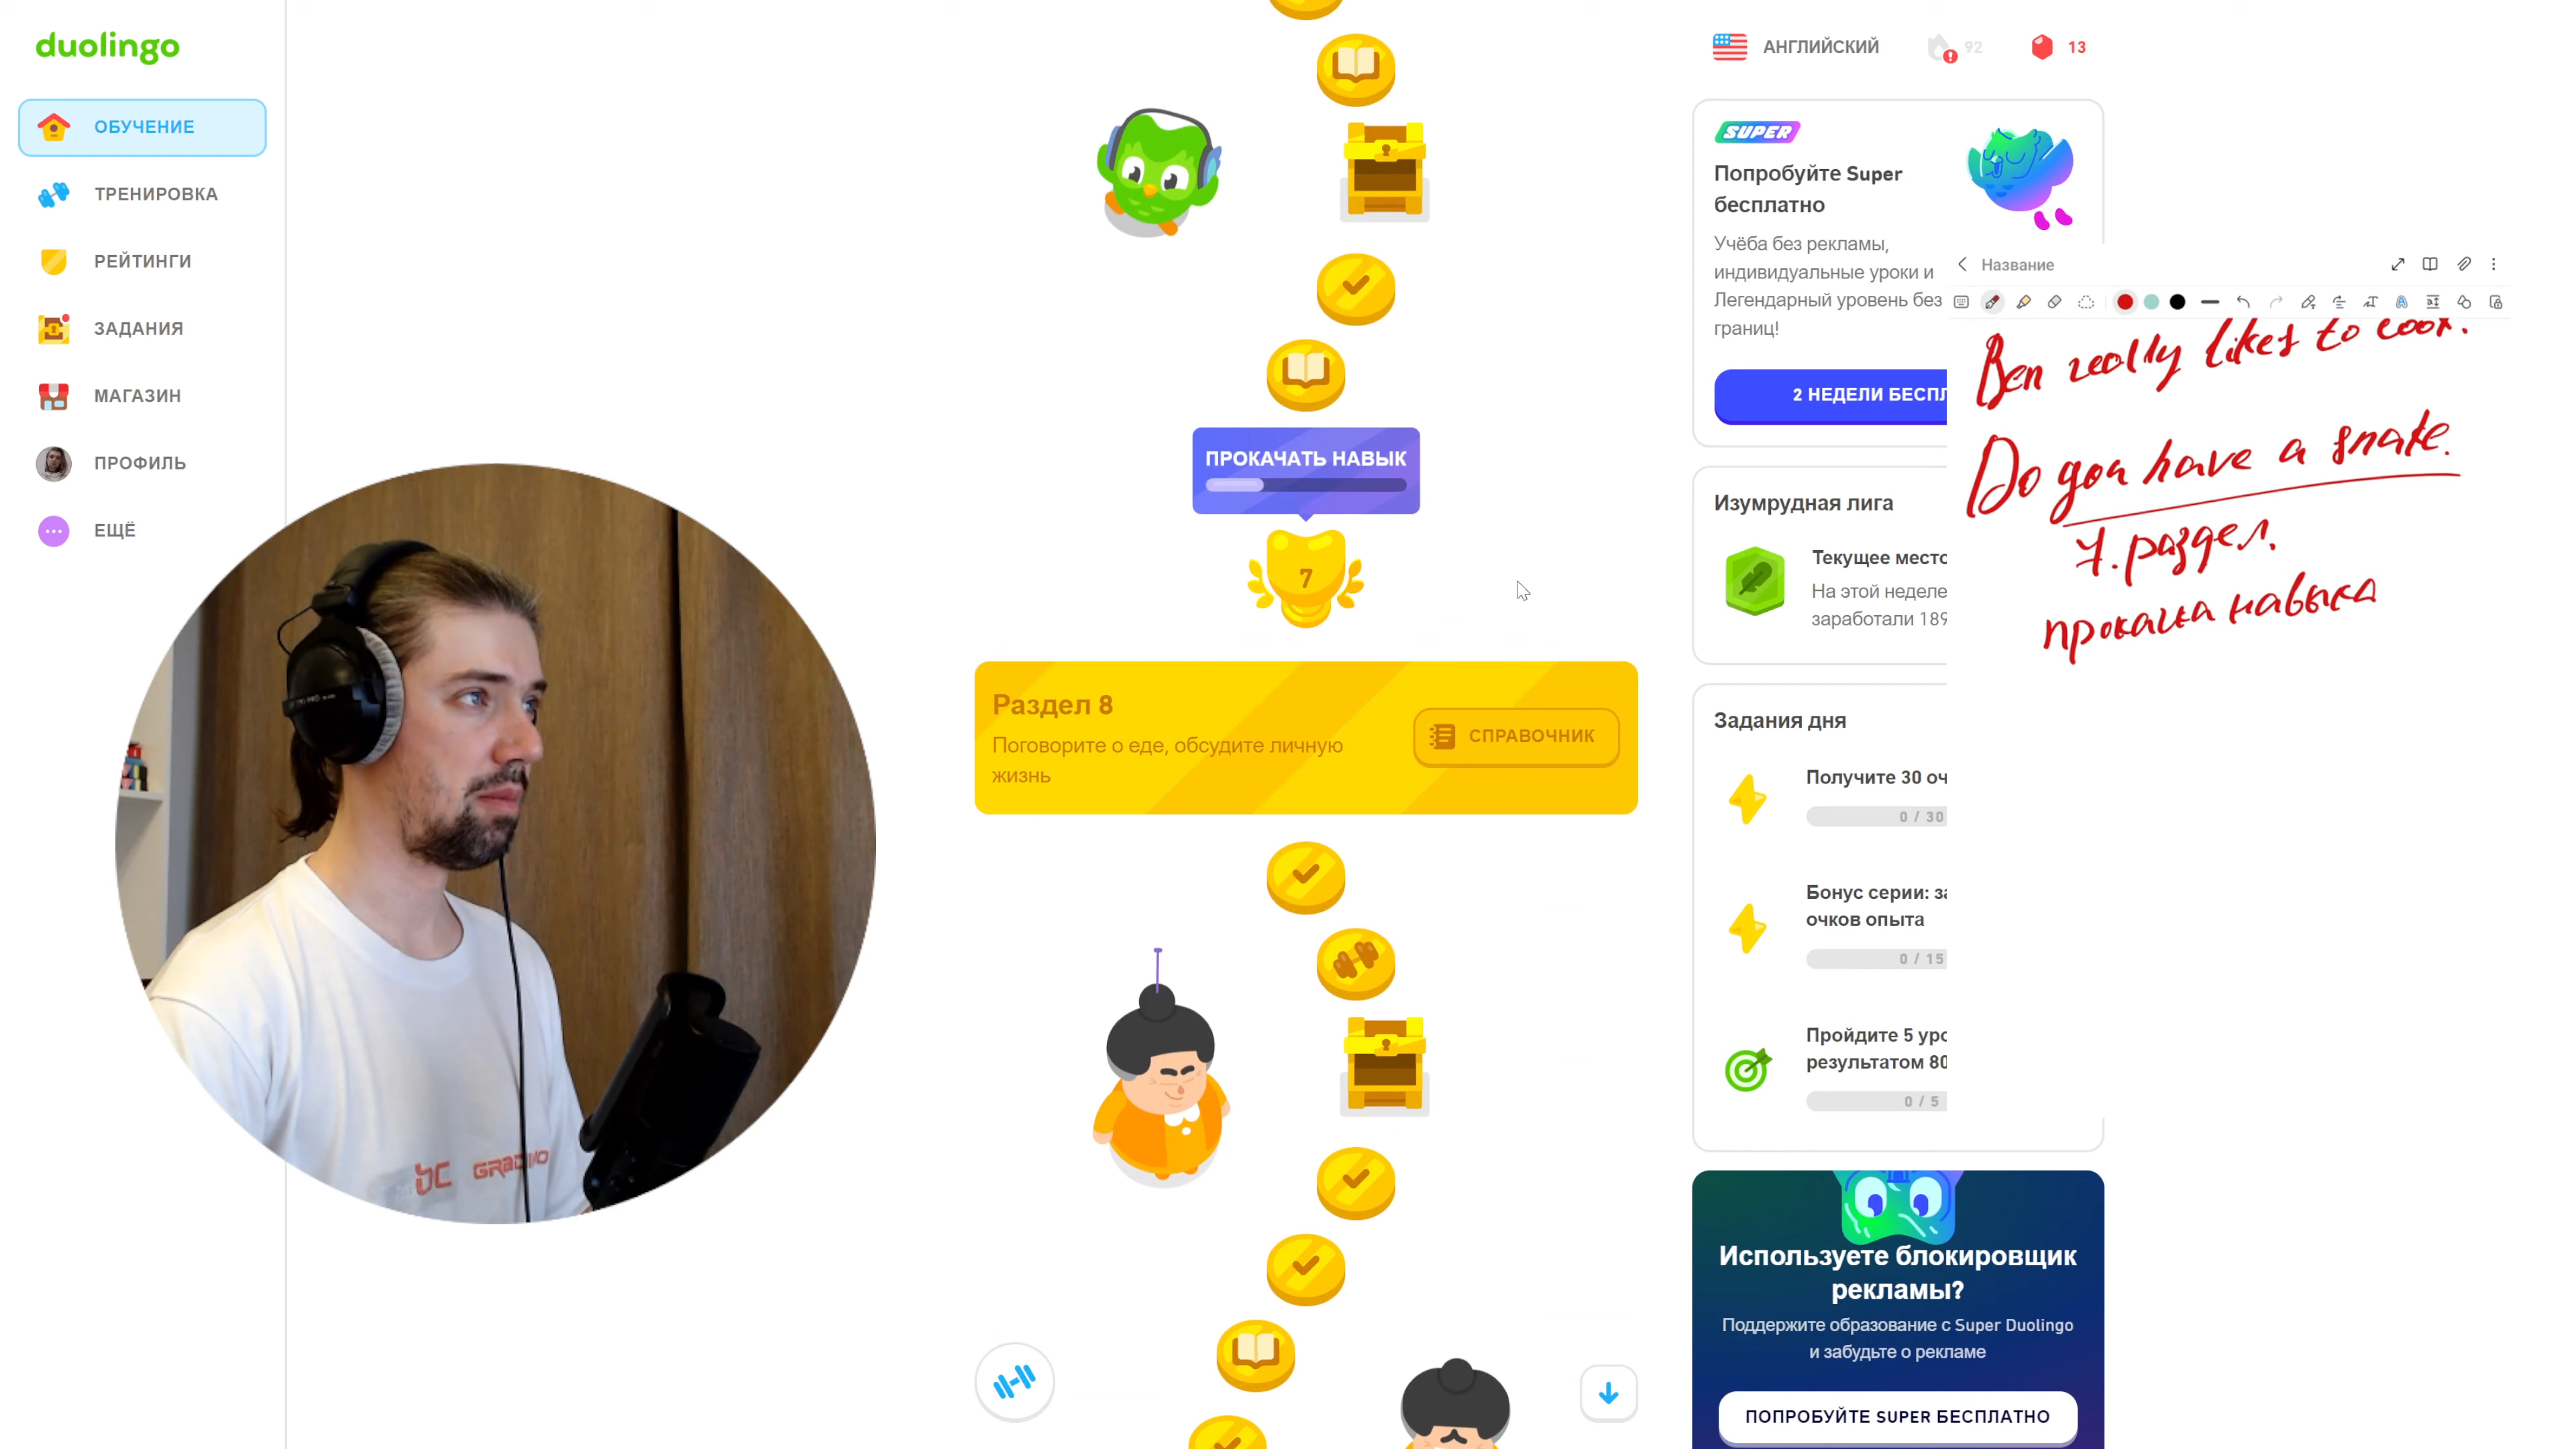 duolingo
ОБУЧЕНИЕ
ТРЕНИРОВКА
РЕЙТИНГИ
ЗАДАНИЯ
МАГАЗИН
ПРОФИЛЬ
ЕЩЁ
ПРОКАЧАТЬ НАВЫК
7
Раздел 8
Поговорите о еде, обсудите личную
жизнь
СПРАВОЧНИК
АНГЛИЙСКИЙ
92
13
SUPER
Попробуйте Super
бесплатно
Учёба без рекламы,
индивидуальные уроки и
Легендарный уровень без
границ!
2 НЕДЕЛИ БЕСПЛ
Изумрудная лига
Текущее место
На этой неделе
заработали 189
Задания дня
Получите 30 оч
0 / 30
Бонус серии: за
очков опыта
0 / 15
Пройдите 5 уро
результатом 80
0 / 5
Используете блокировщик
рекламы?
Поддержите образование с Super Duolingo
и забудьте о рекламе
ПОПРОБУЙТЕ SUPER БЕСПЛАТНО
Название
Ben really likes to cook.
Do you have a snake.
7. раздел.
прокачка навыка